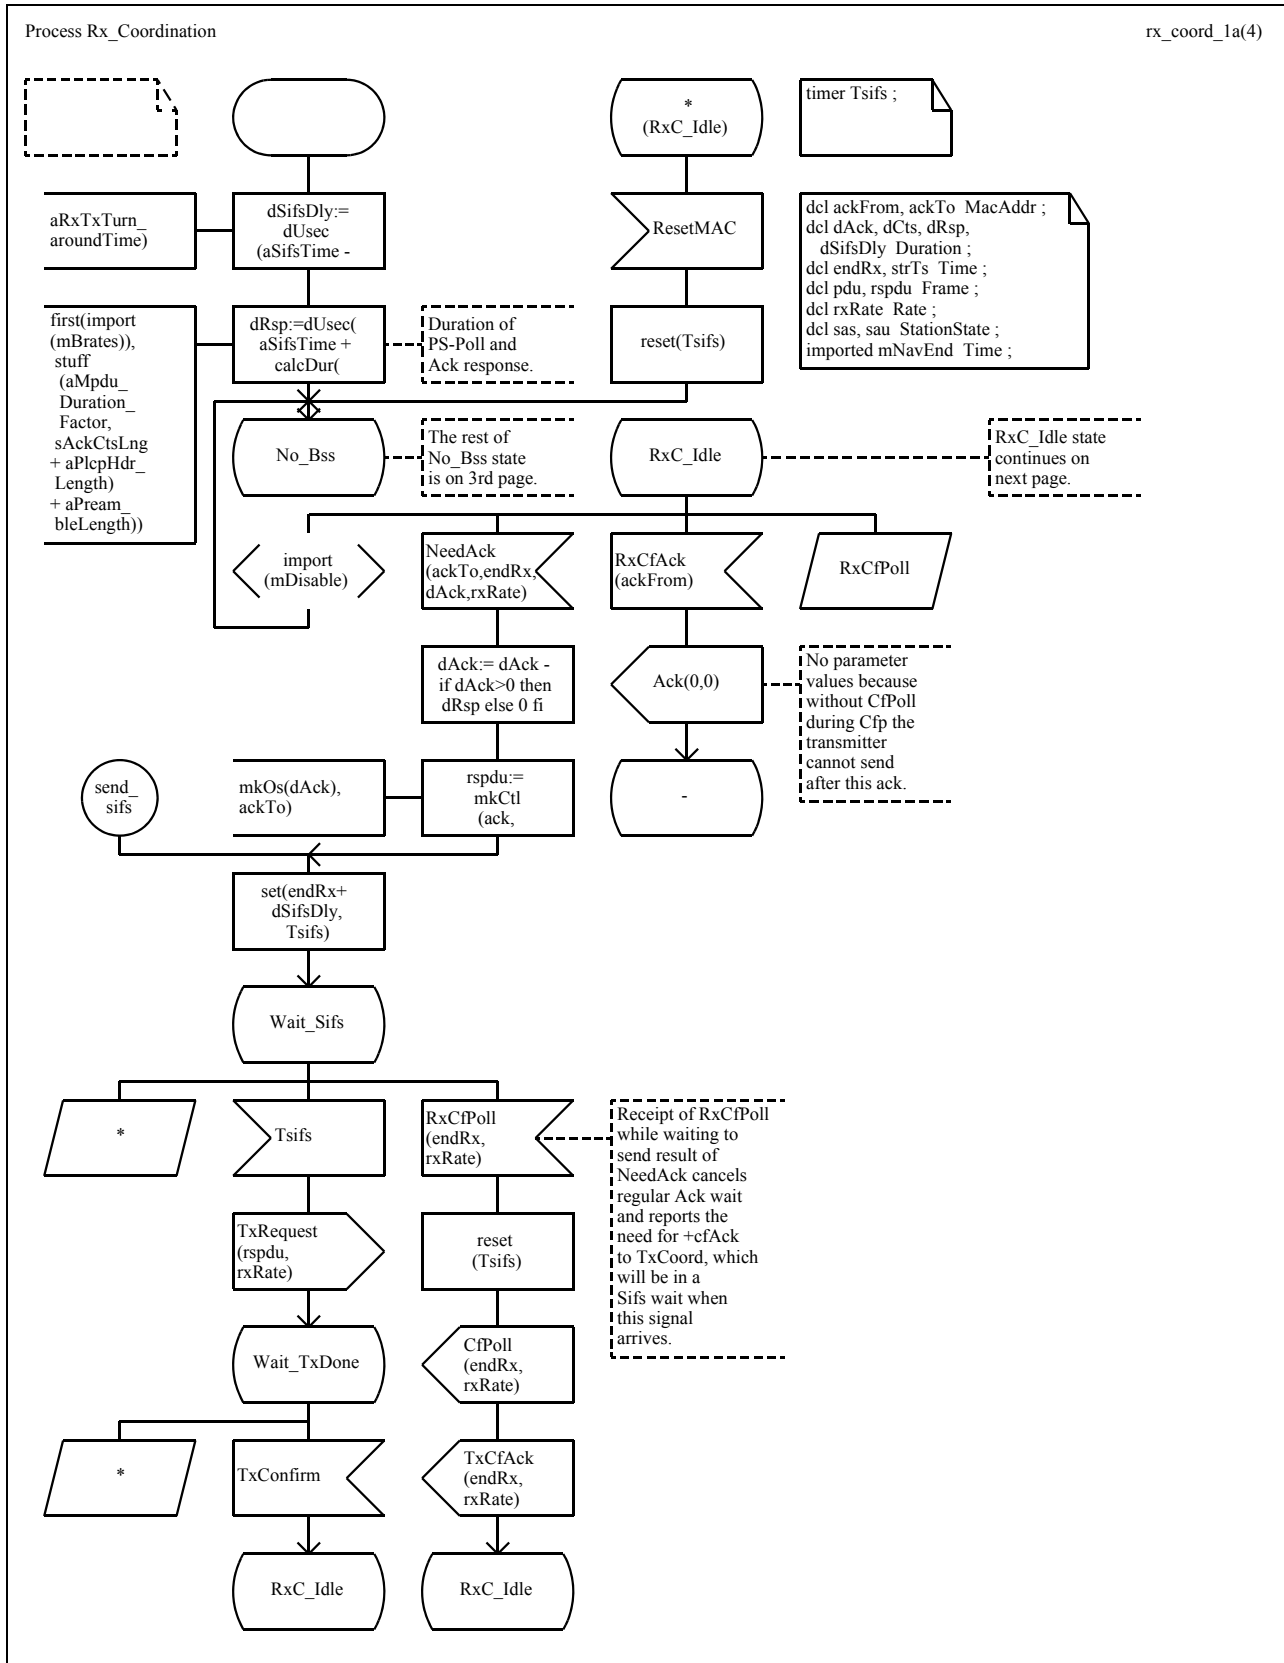 Process Rx_Coordination
rx_coord_1a(4)
*
(RxC_Idle)
timer Tsifs ;
aRxTxTurn_
aroundTime)
dSifsDly:=
dUsec
(aSifsTime -
ResetMAC
dcl ackFrom, ackTo  MacAddr ;
dcl dAck, dCts, dRsp,
dSifsDly  Duration ;
dcl endRx, strTs  Time ;
dcl pdu, rspdu  Frame ;
dcl rxRate  Rate ;
dcl sas, sau  StationState ;
imported mNavEnd  Time ;
first(import
(mBrates)),
stuff
(aMpdu_
Duration_
Factor,
sAckCtsLng
+ aPlcpHdr_
Length)
+ aPream_
bleLength))
dRsp:=dUsec(
aSifsTime +
calcDur(
Duration of
PS-Poll and
Ack response.
reset(Tsifs)
No_Bss
The rest of
No_Bss state
is on 3rd page.
RxC_Idle
RxC_Idle state
continues on
next page.
import
(mDisable)
NeedAck
(ackTo,endRx,
dAck,rxRate)
RxCfAck
(ackFrom)
RxCfPoll
dAck:= dAck -
if dAck>0 then
dRsp else 0 fi
Ack(0,0)
No parameter
values because
without CfPoll
during Cfp the
transmitter
cannot send
after this ack.
send_
sifs
mkOs(dAck),
ackTo)
rspdu:=
mkCtl
(ack,
-
set(endRx+
dSifsDly,
Tsifs)
Wait_Sifs
*
Tsifs
RxCfPoll
(endRx,
rxRate)
Receipt of RxCfPoll
while waiting to
send result of
NeedAck cancels
regular Ack wait
and reports the
need for +cfAck
to TxCoord, which
will be in a
Sifs wait when
this signal
arrives.
TxRequest
(rspdu,
rxRate)
reset
(Tsifs)
Wait_TxDone
CfPoll
(endRx,
rxRate)
*
TxConfirm
TxCfAck
(endRx,
rxRate)
RxC_Idle
RxC_Idle